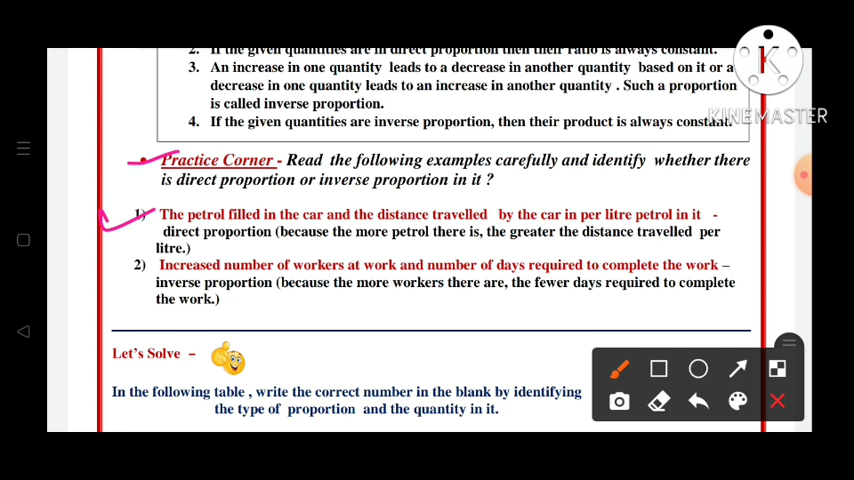 2. If the given quantities are in direct proportion then their ratio is always constant.
3. An increase in one quantity leads to a decrease in another quantity based on it or a
decrease in one quantity leads to an increase in another quantity . Such a proportion
is called inverse proportion.
4. If the given quantities are inverse proportion, then their product is always constant.
KINEMASTER
• Practice Corner - Read the following examples carefully and identify whether there
is direct proportion or inverse proportion in it ?
1) The petrol filled in the car and the distance travelled by the car in per litre petrol in it -
direct proportion (because the more petrol there is, the greater the distance travelled per
litre.)
2) Increased number of workers at work and number of days required to complete the work –
inverse proportion (because the more workers there are, the fewer days required to complete
the work.)
Let's Solve –
In the following table , write the correct number in the blank by identifying
the type of proportion and the quantity in it.